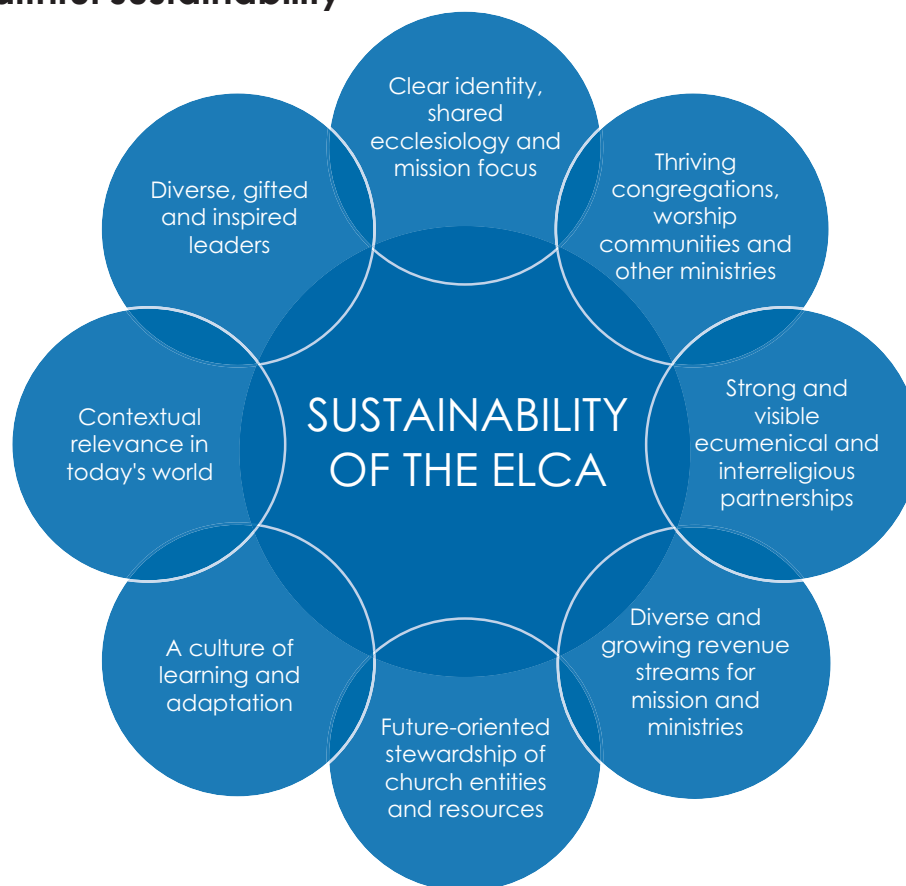 sustainability
Clear identity,
shared
ecclesiology and
mission focus
Thriving
congregations,
worship
communities and
other ministries
Strong and
visible
ecumenical and
interreligious
partnerships
Diverse and
growing revenue
streams for
mission and
ministries
Future-oriented
stewardship of
church entities
and resources
A culture of
learning and
adaptation
Contextual
relevance in
today's world
Diverse, gifted
and inspired
leaders
SUSTAINABILITY
OF THE ELCA